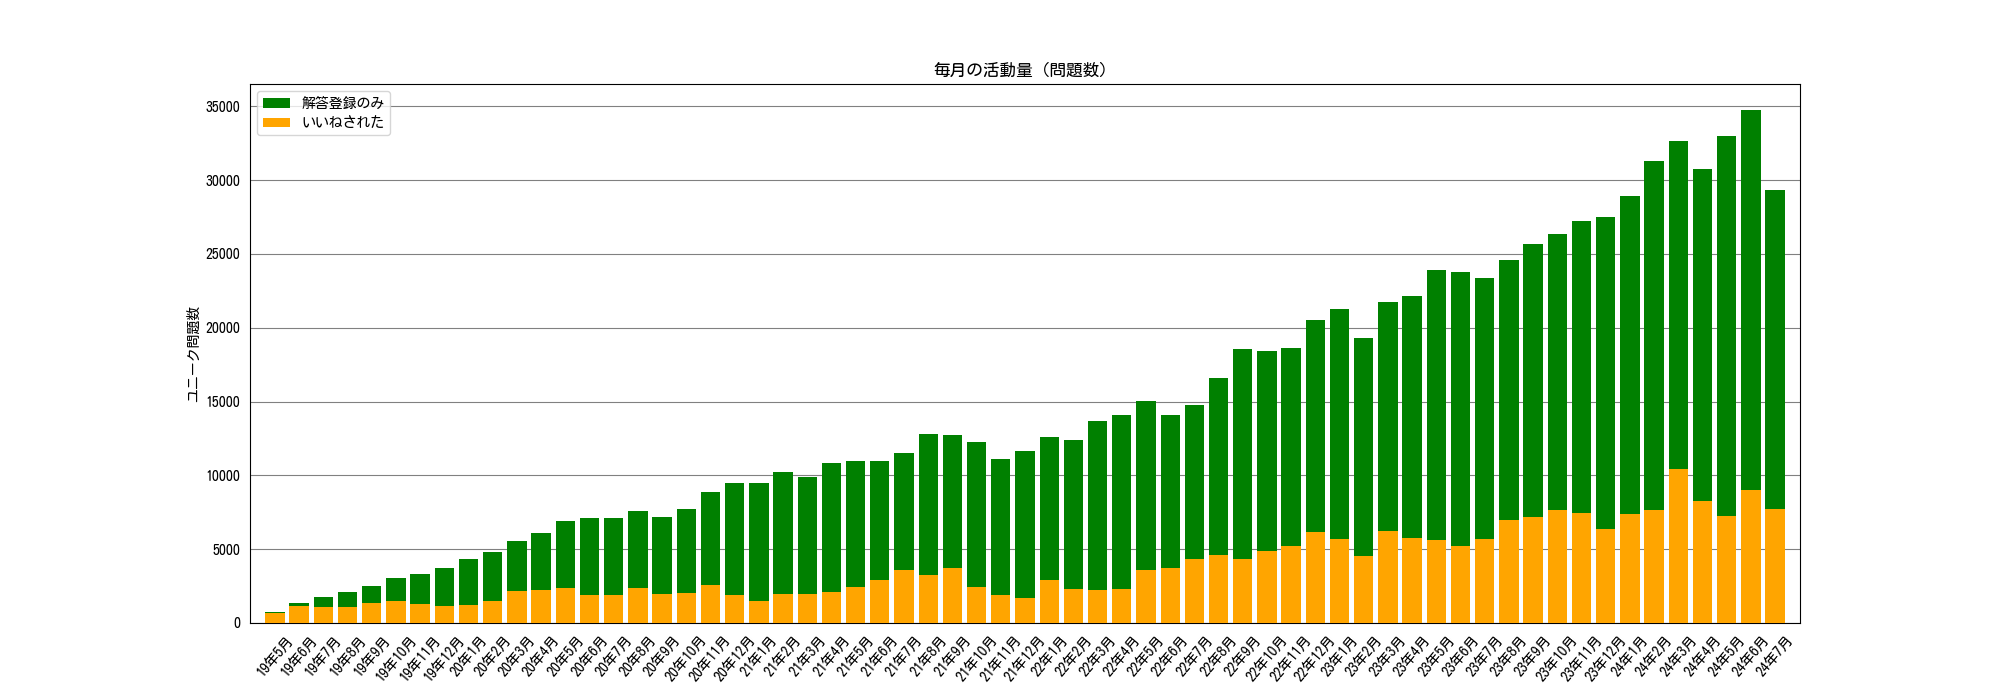 毎月の活動量（問題数）
解答登録のみ
いいねされた
ユニーク問題数
35000
30000
25000
20000
15000
10000
5000
0
19年5月
19年6月
19年7月
19年8月
19年9月
19年10月
19年11月
19年12月
20年1月
20年2月
20年3月
20年4月
20年5月
20年6月
20年7月
20年8月
20年9月
20年10月
20年11月
20年12月
21年1月
21年2月
21年3月
21年4月
21年5月
21年6月
21年7月
21年8月
21年9月
21年10月
21年11月
21年12月
22年1月
22年2月
22年3月
22年4月
22年5月
22年6月
22年7月
22年8月
22年9月
22年10月
22年11月
22年12月
23年1月
23年2月
23年3月
23年4月
23年5月
23年6月
23年7月
23年8月
23年9月
23年10月
23年11月
23年12月
24年1月
24年2月
24年3月
24年4月
24年5月
24年6月
24年7月